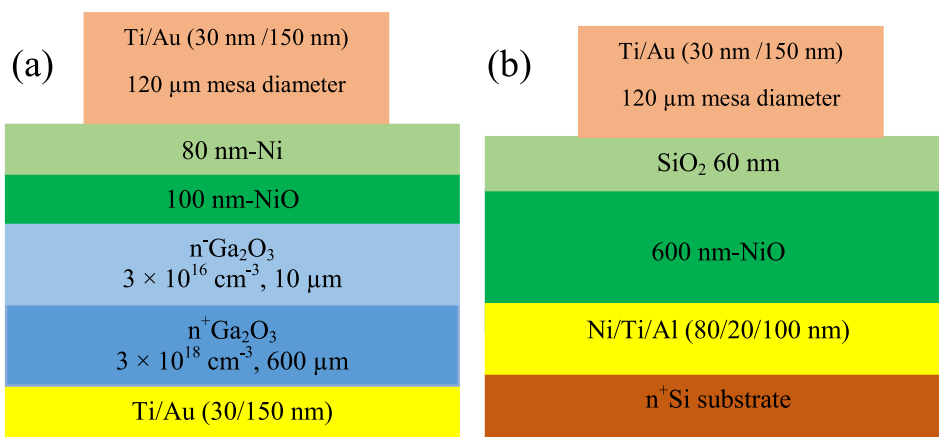 (a)
Ti/Au (30 nm /150 nm)
120 µm mesa diameter
80 nm-Ni
100 nm-NiO
n⁻Ga₂O₃
3 × 10¹⁶ cm⁻³, 10 µm
n⁺Ga₂O₃
3 × 10¹⁸ cm⁻³, 600 µm
Ti/Au (30/150 nm)
(b)
Ti/Au (30 nm /150 nm)
120 µm mesa diameter
SiO₂ 60 nm
600 nm-NiO
Ni/Ti/Al (80/20/100 nm)
n⁺Si substrate